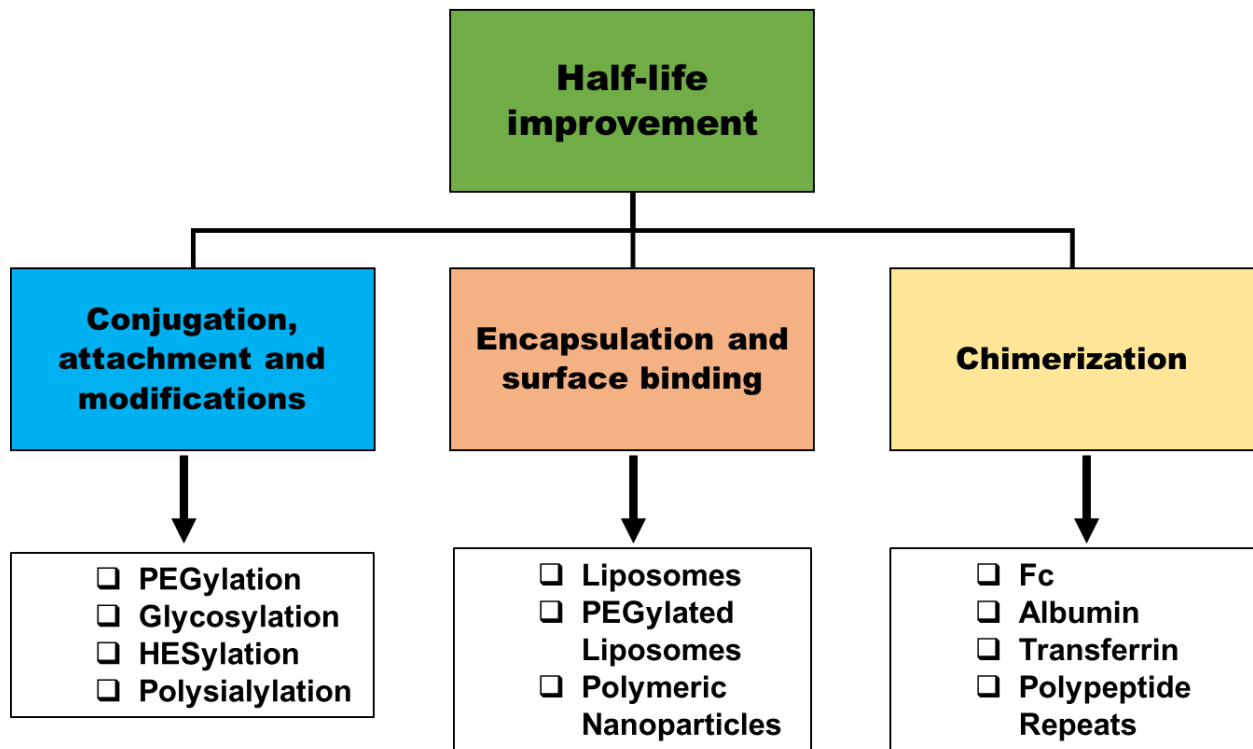 Half-life
improvement
Conjugation,
attachment and
modifications
Encapsulation and
surface binding
Chimerization
❑ PEGylation
❑ Glycosylation
❑ HESylation
❑ Polysialylation
❑ Liposomes
❑ PEGylated
Liposomes
❑ Polymeric
Nanoparticles
❑ Fc
❑ Albumin
❑ Transferrin
❑ Polypeptide
Repeats